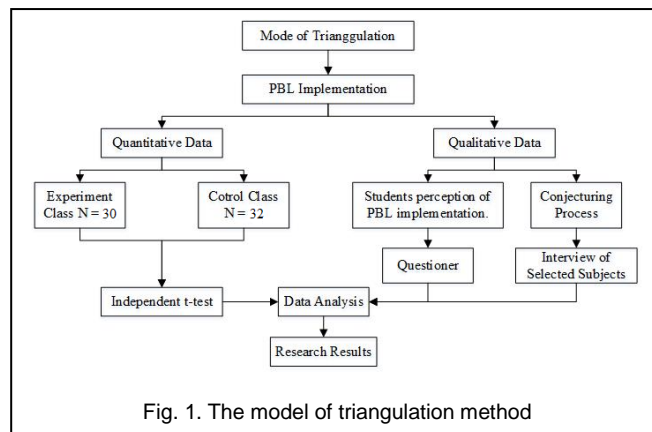 Mode of Trianggulation
PBL Implementation
Quantitative Data
Qualitative Data
Experiment
Class N = 30
Cotrol Class
N = 32
Students perception of
PBL implementation.
Conjecturing
Process
Questioner
Interview of
Selected Subjects
Independent t-test
Data Analysis
Research Results
Fig. 1. The model of triangulation method